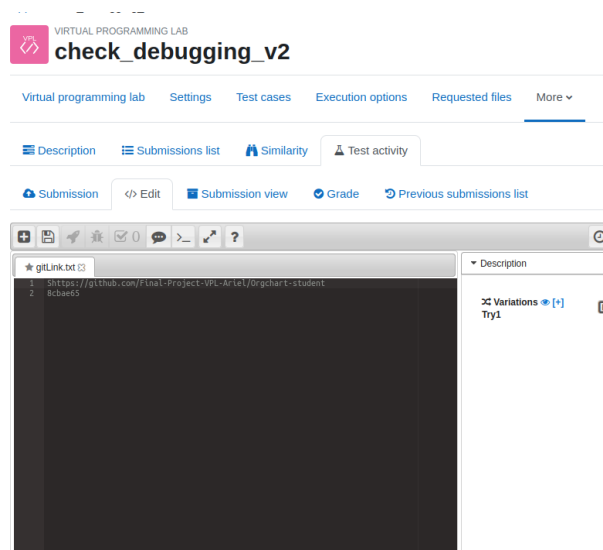 VPL
VIRTUAL PROGRAMMING LAB
check_debugging_v2
Virtual programming lab Settings Test cases Execution options Requested files More
Description Submissions list Similarity Test activity
Submission </> Edit Submission view Grade Previous submissions list
0 >_ ?
gitLink.txt
Description
1 Shttps://github.com/Final-Project-VPL-Ariel/Orgchart-student
2 8cbae65
Variations [+]
Try1